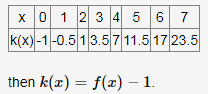 x 0 1 2 3 4 5 6 7
k(x) -1 -0.5 1 3.5 7 11.5 17 23.5
then k(x) = f(x) − 1.